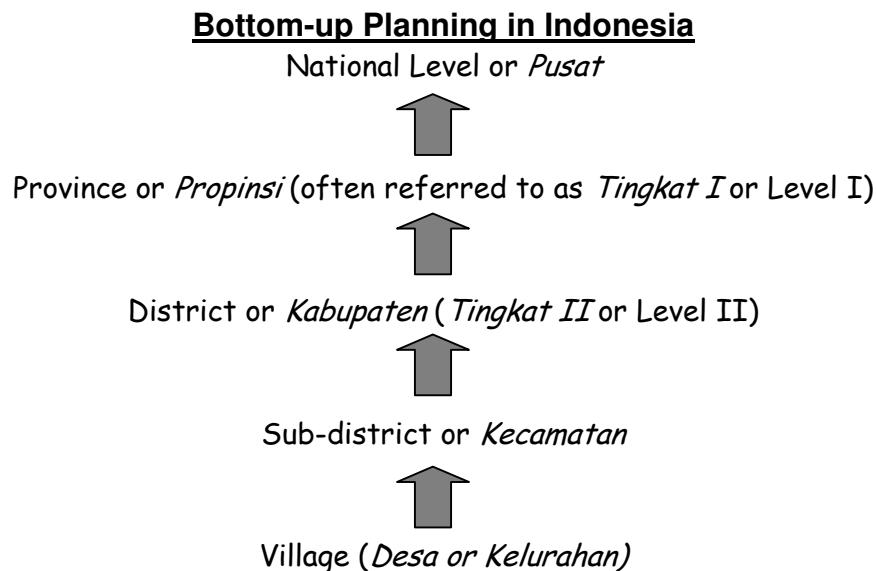 Bottom-up Planning in Indonesia
National Level or Pusat
Province or Propinsi (often referred to as Tingkat I or Level I)
District or Kabupaten (Tingkat II or Level II)
Sub-district or Kecamatan
Village (Desa or Kelurahan)